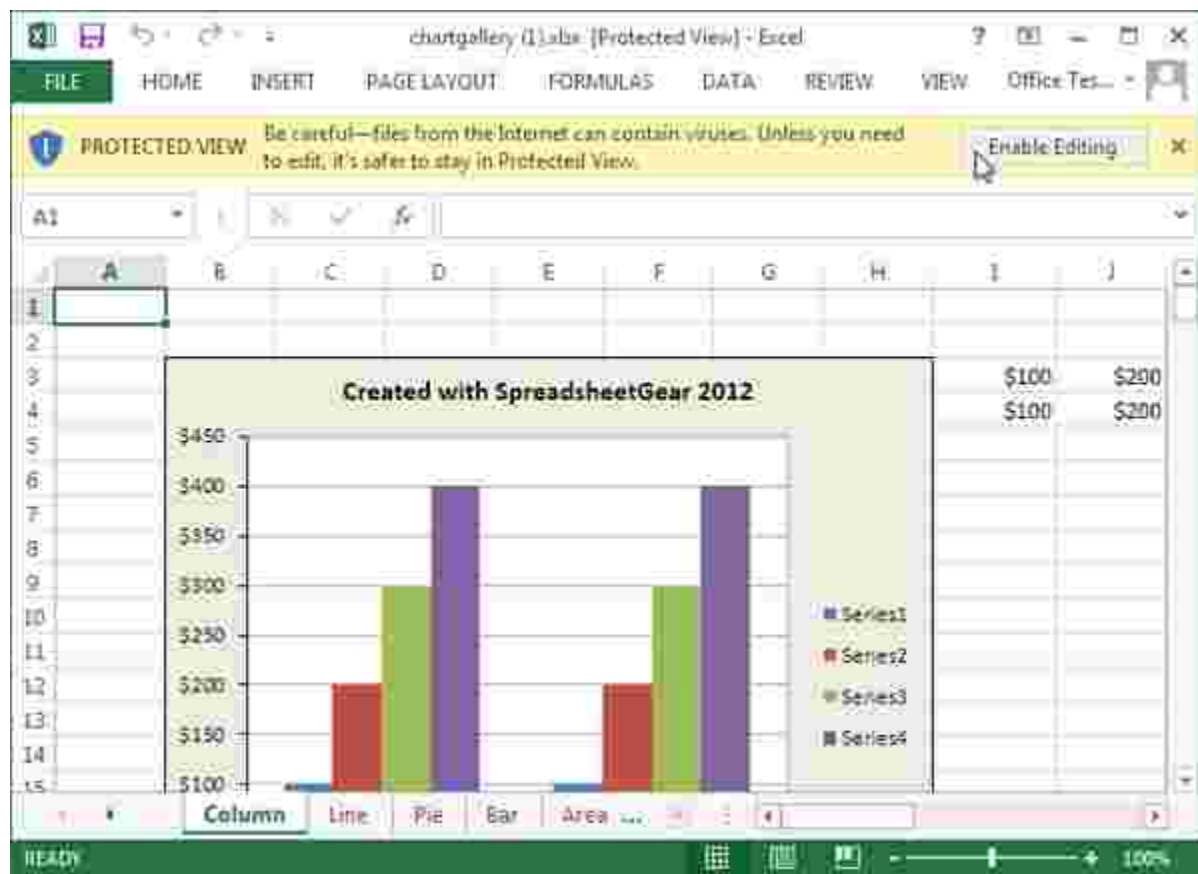 chartgallery (1).xlsx [Protected View] - Excel
FILE HOME INSERT PAGE LAYOUT FORMULAS DATA REVIEW VIEW Office Tes...
PROTECTED VIEW Be careful—files from the Internet can contain viruses. Unless you need
to edit, it's safer to stay in Protected View.
Enable Editing
A1 fx
A B C D E F G H I J
1
2
3 $100 $200
4 $100 $200
5
6
7
8
9
10
11
12
13
14
15
Created with SpreadsheetGear 2012
$450
$400
$350
$300
$250
$200
$150
$100
Series1
Series2
Series3
Series4
Column Line Pie Bar Area ...
READY 100%